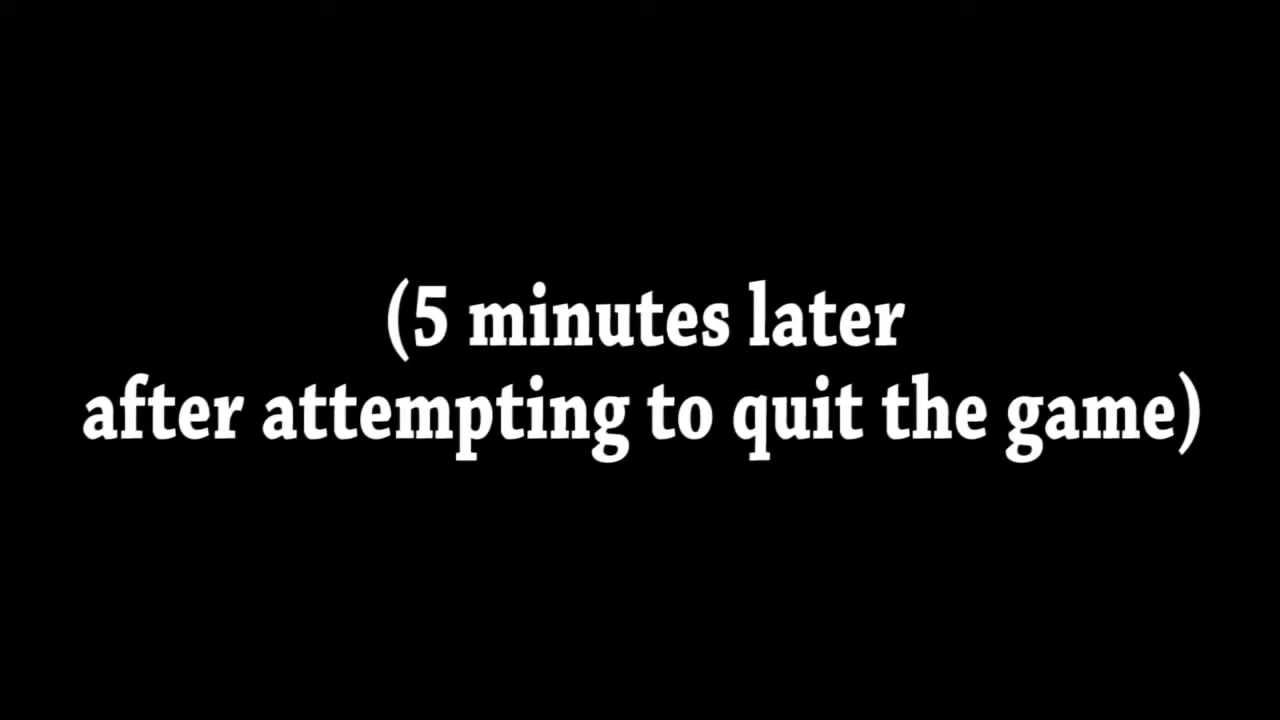 (5 minutes later
after attempting to quit the game)